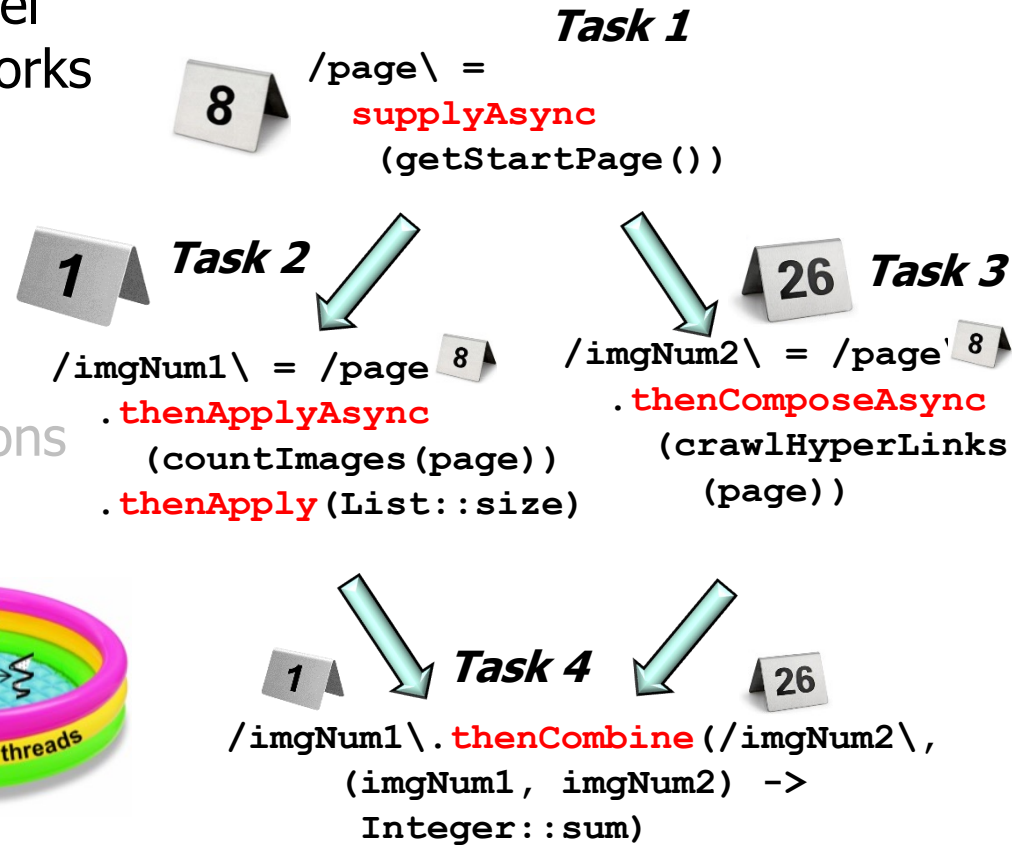 orks
Task 1
8
/page\ =
supplyAsync
(getStartPage())
1
Task 2
26
Task 3
/imgNum1\ = /page
8
.thenApplyAsync
(countImages(page))
.thenApply(List::size)
/imgNum2\ = /page\
8
.thenComposeAsync
(crawlHyperLinks
(page))
ons
threads
1
Task 4
26
/imgNum1\.thenCombine(/imgNum2\,
(imgNum1, imgNum2) ->
Integer::sum)